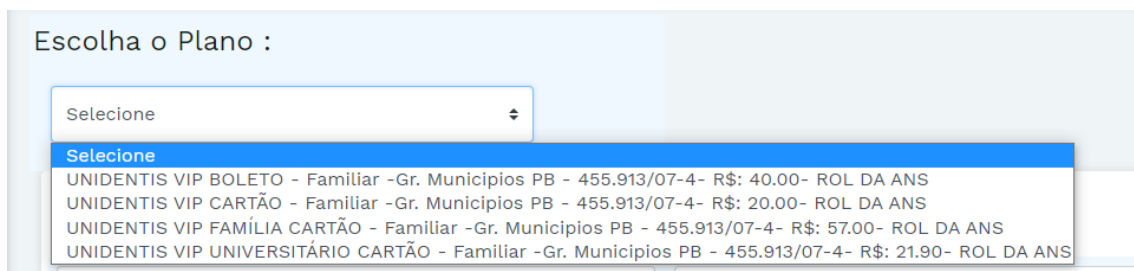 Escolha o Plano :
Selecione
Selecione
UNIDENTIS VIP BOLETO - Familiar -Gr. Municipios PB - 455.913/07-4- R$: 40.00- ROL DA ANS
UNIDENTIS VIP CARTÃO - Familiar -Gr. Municipios PB - 455.913/07-4- R$: 20.00- ROL DA ANS
UNIDENTIS VIP FAMÍLIA CARTÃO - Familiar -Gr. Municipios PB - 455.913/07-4- R$: 57.00- ROL DA ANS
UNIDENTIS VIP UNIVERSITÁRIO CARTÃO - Familiar -Gr. Municipios PB - 455.913/07-4- R$: 21.90- ROL DA ANS